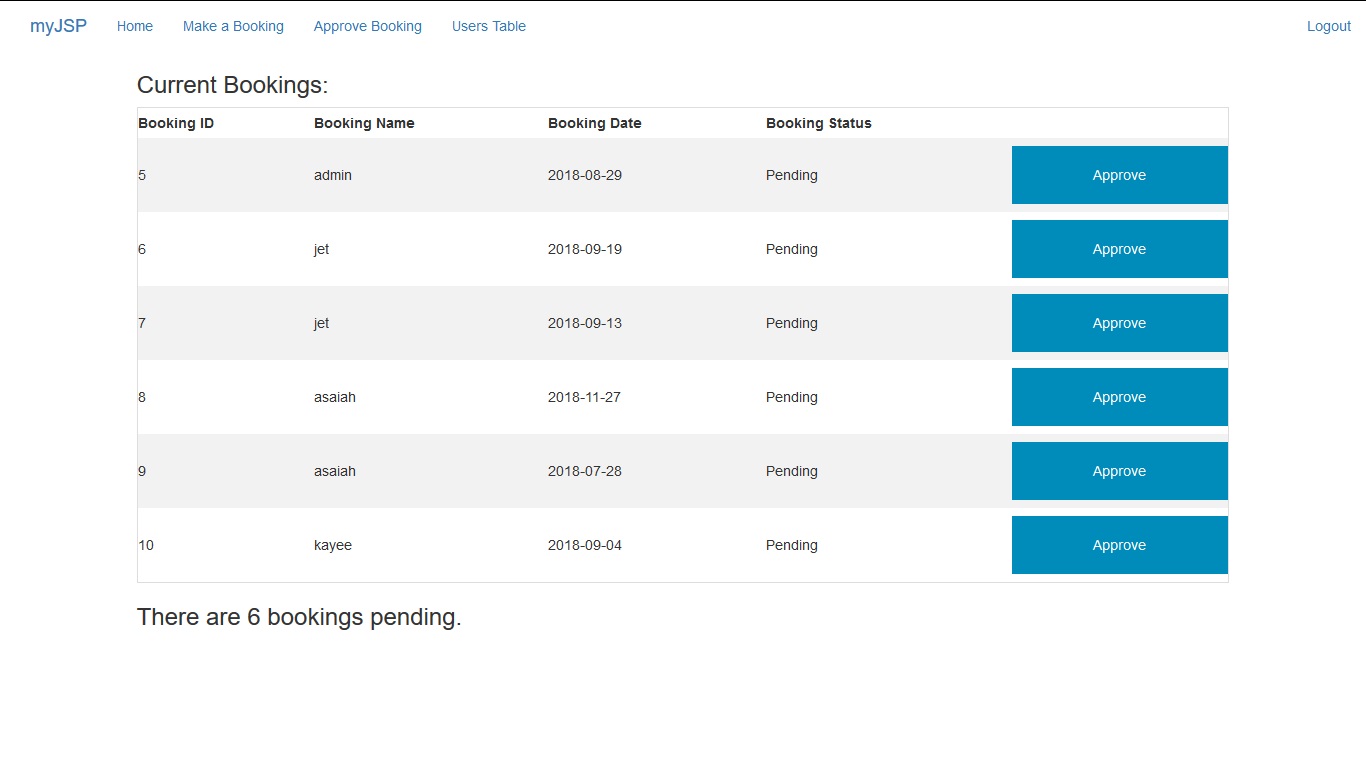 myJSP Home Make a Booking Approve Booking Users Table Logout
Current Bookings:
Booking ID Booking Name Booking Date Booking Status
5 admin 2018-08-29 Pending Approve
6 jet 2018-09-19 Pending Approve
7 jet 2018-09-13 Pending Approve
8 asaiah 2018-11-27 Pending Approve
9 asaiah 2018-07-28 Pending Approve
10 kayee 2018-09-04 Pending Approve
There are 6 bookings pending.